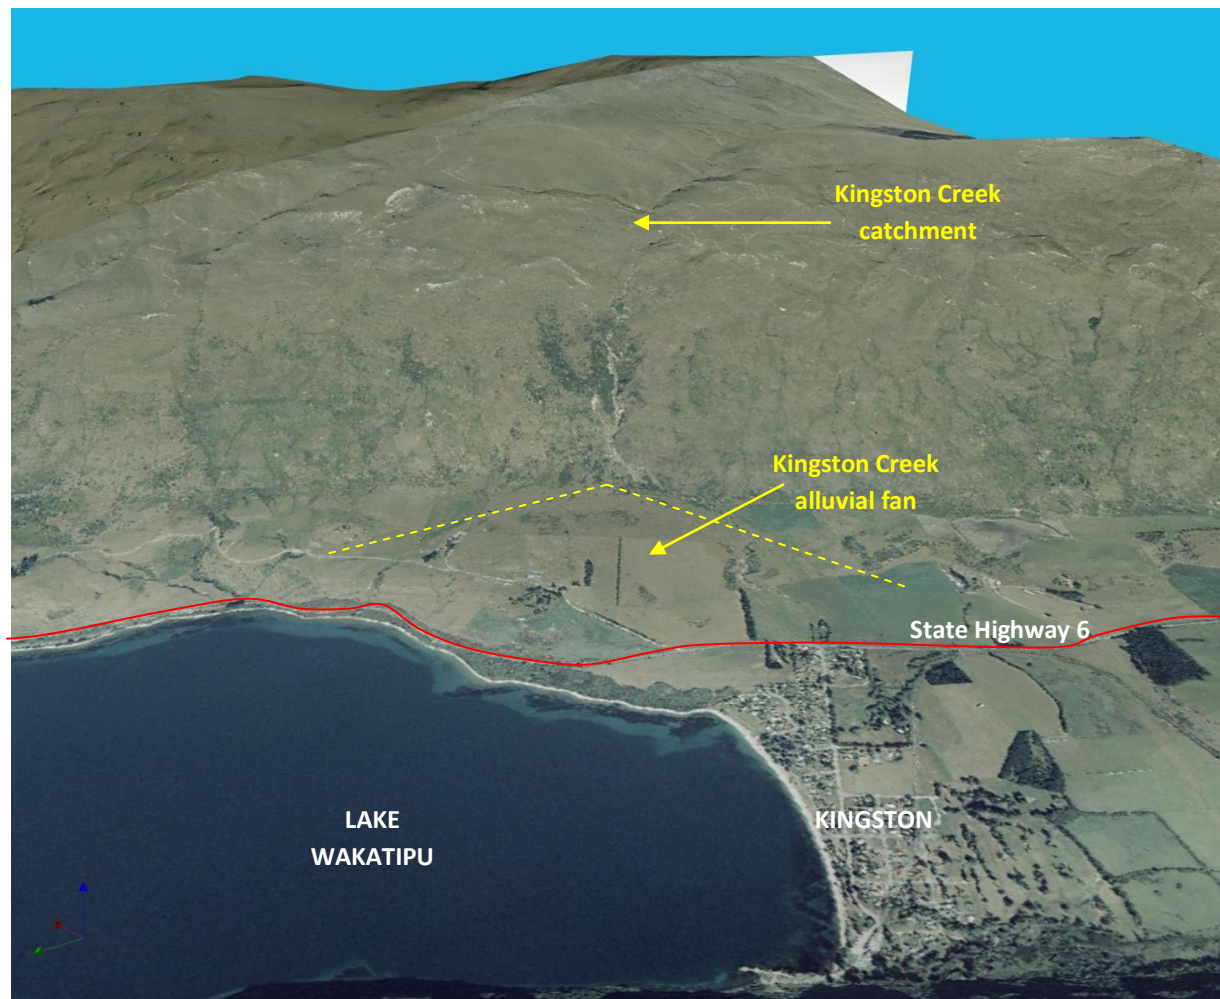 Kingston Creek
catchment
Kingston Creek
alluvial fan
State Highway 6
LAKE
WAKATIPU
KINGSTON